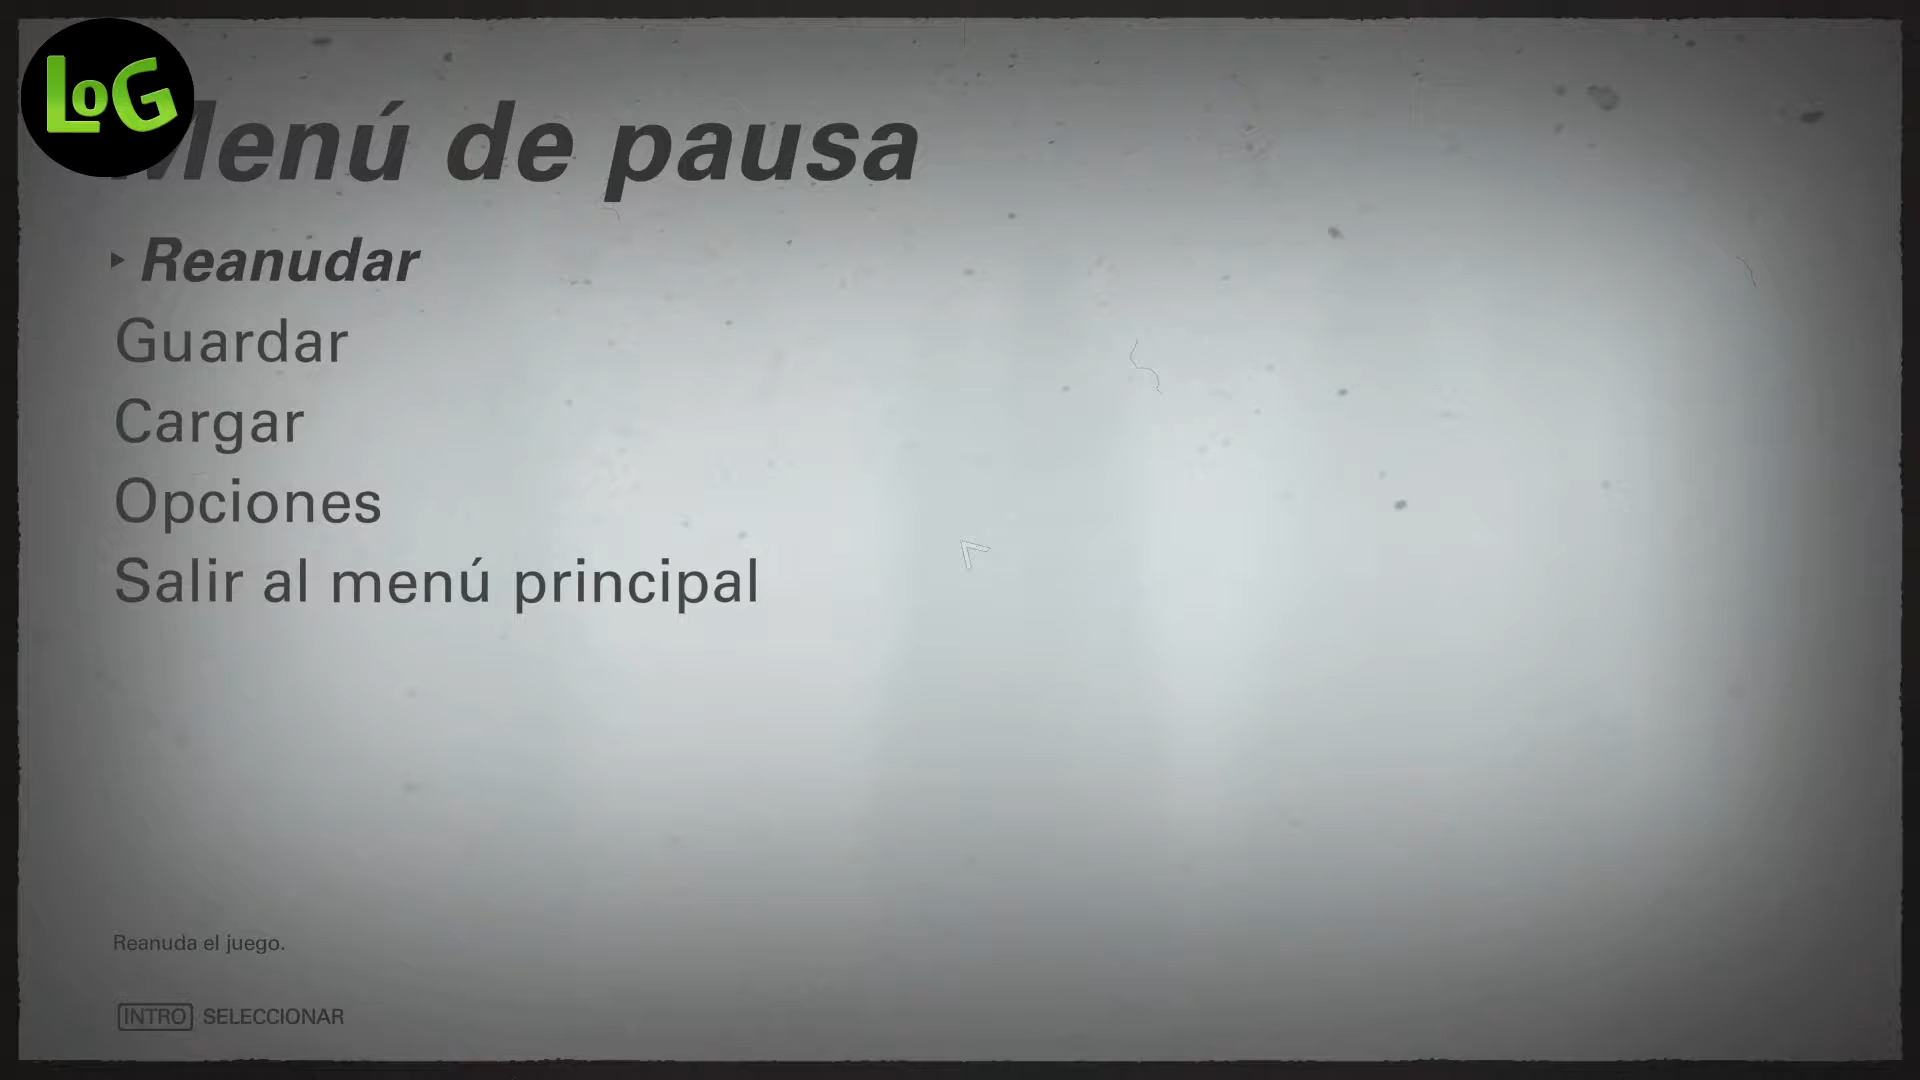 LoG
Menú de pausa
Reanudar
Guardar
Cargar
Opciones
Salir al menú principal
Reanuda el juego.
INTRO SELECCIONAR